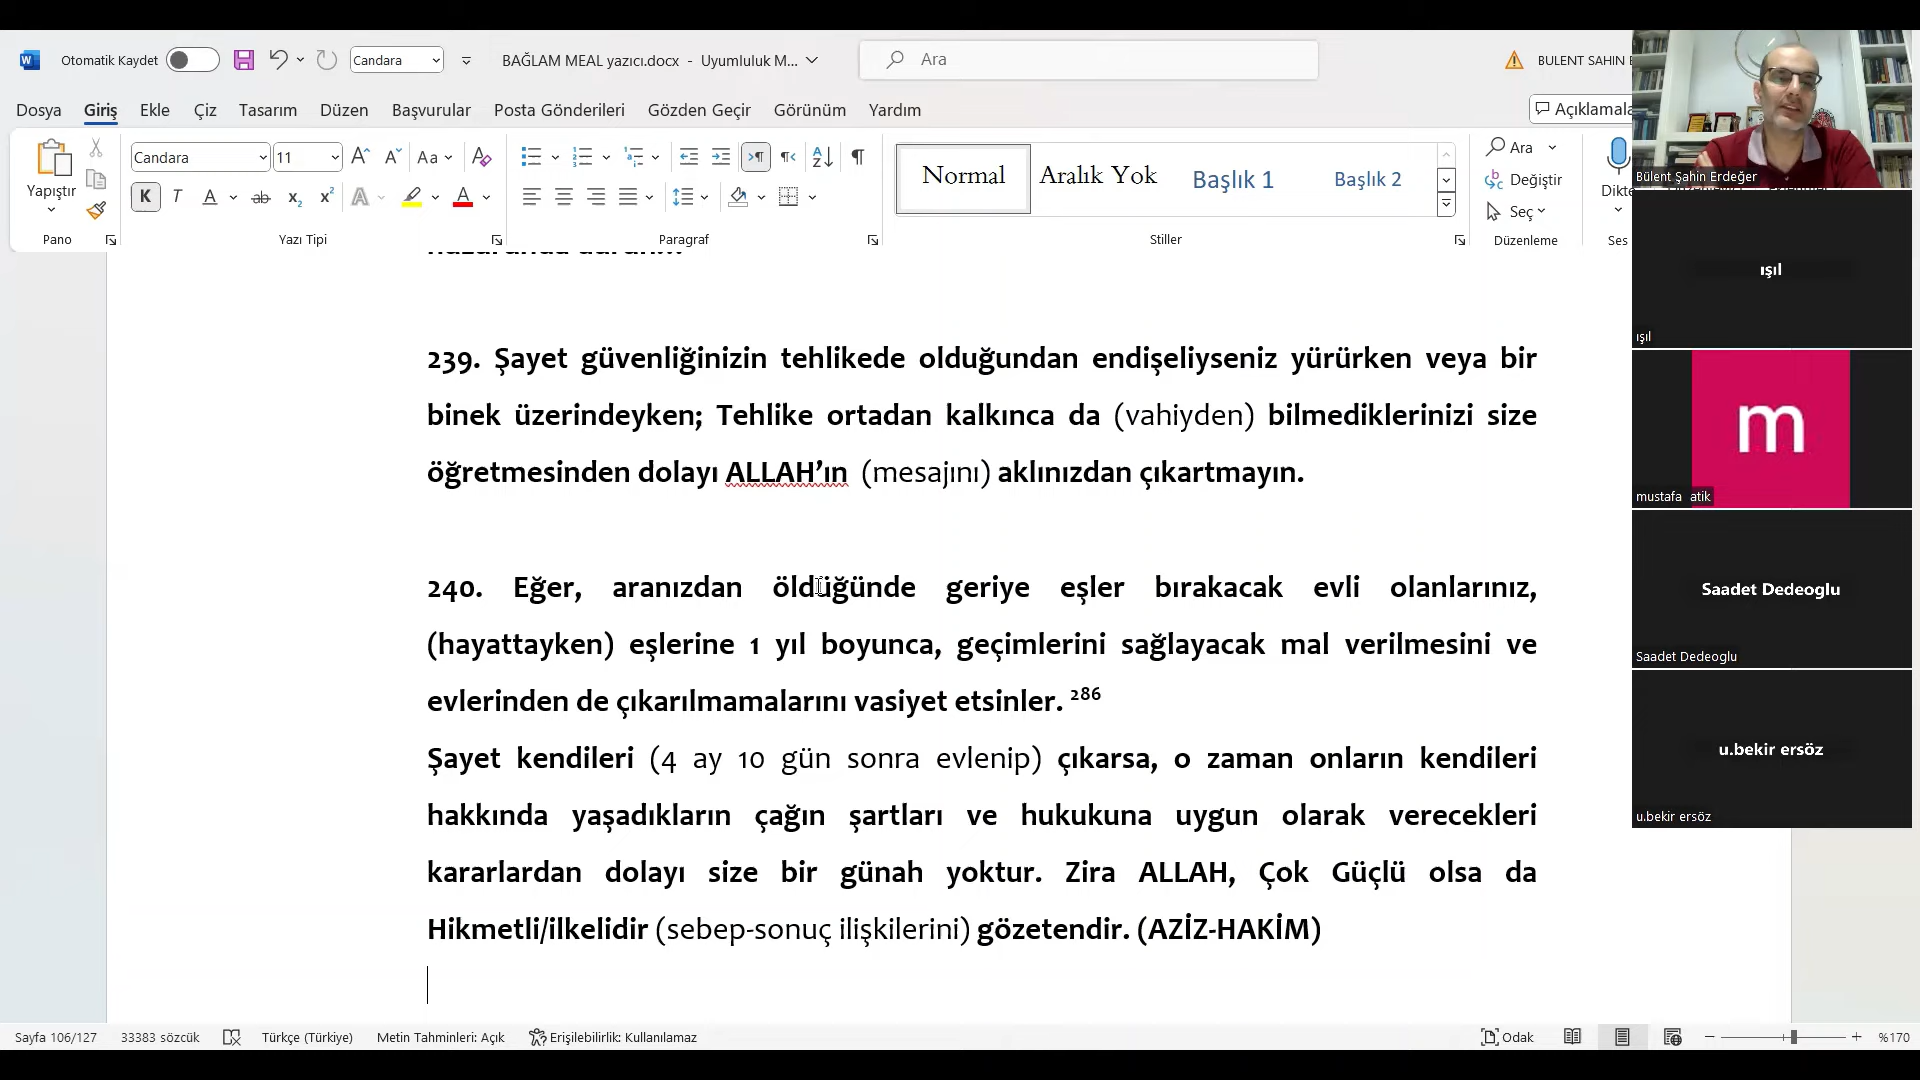 Otomatik Kaydet
Candara
BAĞLAM MEAL yazıcı.docx - Uyumluluk M...
Ara
BULENT SAHIN E
Dosya Giriş Ekle Çiz Tasarım Düzen Başvurular Posta Gönderileri Gözden Geçir Görünüm Yardım
Açıklamala
Yapıştır
Candara 11
K T A ab x₂ x² A A
Normal
Aralık Yok
Başlık 1
Başlık 2
Ara
Değiştir
Seç
Dikte
Pano
Yazı Tipi
Paragraf
Stiller
Düzenleme
Ses
239. Şayet güvenliğinizin tehlikede olduğundan endişeliyseniz yürürken veya bir
binek üzerindeyken; Tehlike ortadan kalkınca da (vahiyden) bilmediklerinizi size
öğretmesinden dolayı ALLAH’ın (mesajını) aklınızdan çıkartmayın.
240. Eğer, aranızdan öldüğünde geriye eşler bırakacak evli olanlarınız,
(hayattayken) eşlerine 1 yıl boyunca, geçimlerini sağlayacak mal verilmesini ve
evlerinden de çıkarılmamalarını vasiyet etsinler. ²⁸⁶
Şayet kendileri (4 ay 10 gün sonra evlenip) çıkarsa, o zaman onların kendileri
hakkında yaşadıkların çağın şartları ve hukukuna uygun olarak verecekleri
kararlardan dolayı size bir günah yoktur. Zira ALLAH, Çok Güçlü olsa da
Hikmetli/ilkelidir (sebep-sonuç ilişkilerini) gözetendir. (AZİZ-HAKİM)
Sayfa 106/127
33383 sözcük
Türkçe (Türkiye)
Metin Tahminleri: Açık
Erişilebilirlik: Kullanılamaz
Odak
%170
Bülent Şahin Erdeğer
ışıl
ışıl
m
mustafa atik
Saadet Dedeoglu
Saadet Dedeoglu
u.bekir ersöz
u.bekir ersöz